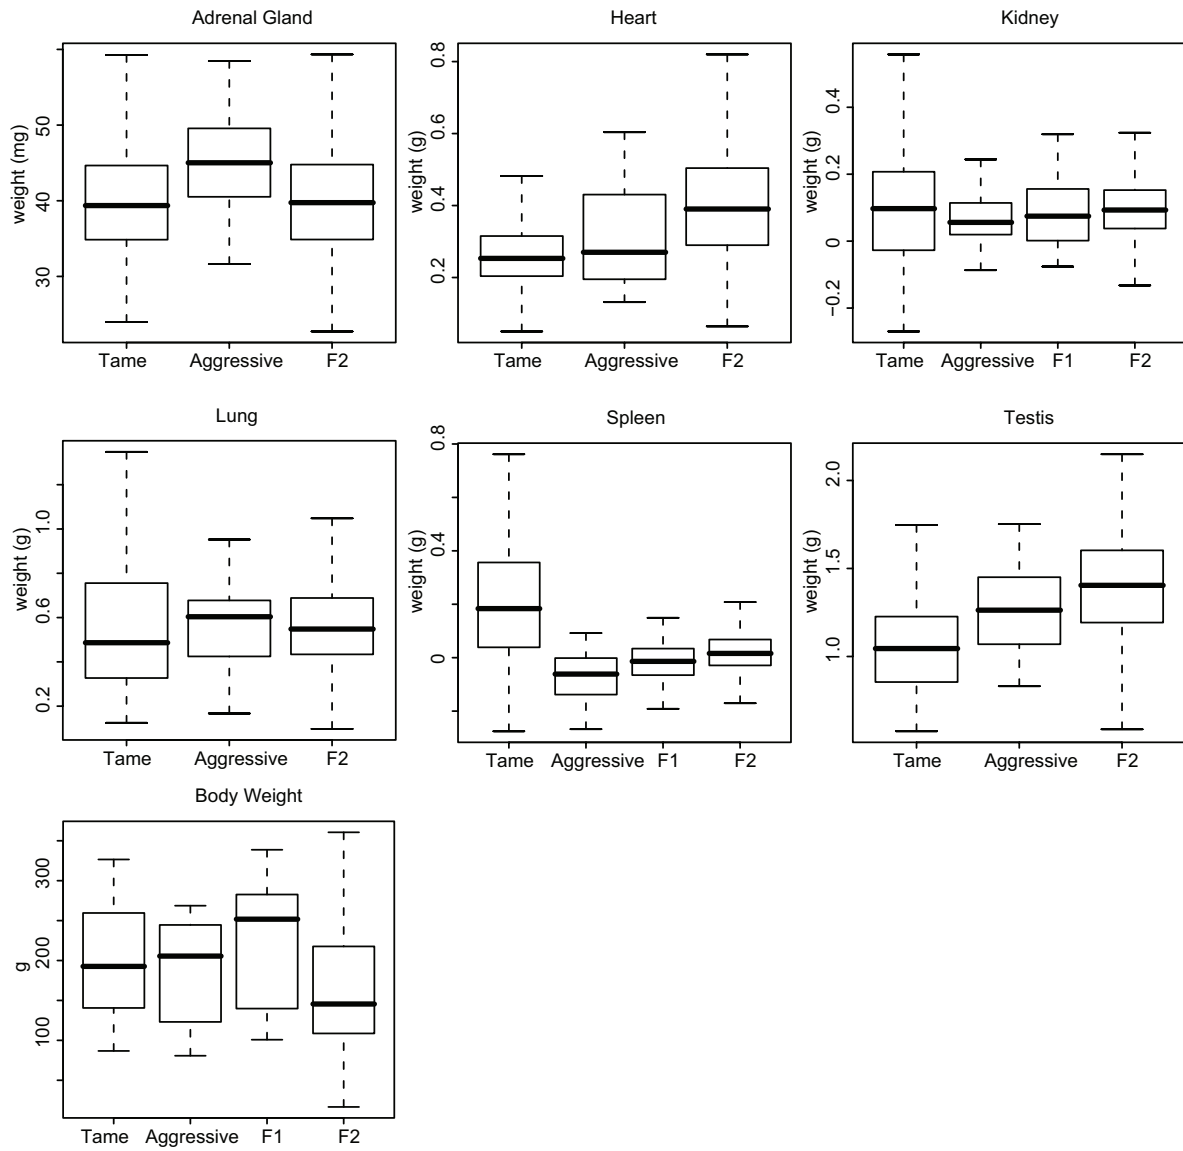 Adrenal Gland
weight (mg)
50
40
30
Tame Aggressive F2
Heart
weight (g)
0.8
0.6
0.4
0.2
Tame Aggressive F2
Kidney
weight (g)
0.4
0.2
0
−0.2
Tame Aggressive F1 F2
Lung
weight (g)
1.0
0.6
0.2
Tame Aggressive F2
Spleen
weight (g)
0.8
0.4
0
Tame Aggressive F1 F2
Testis
weight (g)
2.0
1.5
1.0
Tame Aggressive F2
Body Weight
g
300
200
100
Tame Aggressive F1 F2